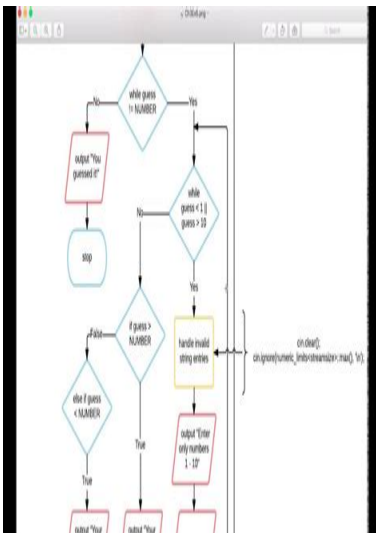 while guess
!= NUMBER
No
Yes
output "You
guessed it!"
stop
while
guess < 1 ||
guess > 10
No
Yes
if guess >
NUMBER
False
True
handle invalid
string entries
cin.clear();
cin.ignore(numeric_limits<streamsize>::max(), '\n');
else if guess
< NUMBER
True
output "Enter
only numbers
1 - 10"
output "Your
output "Your